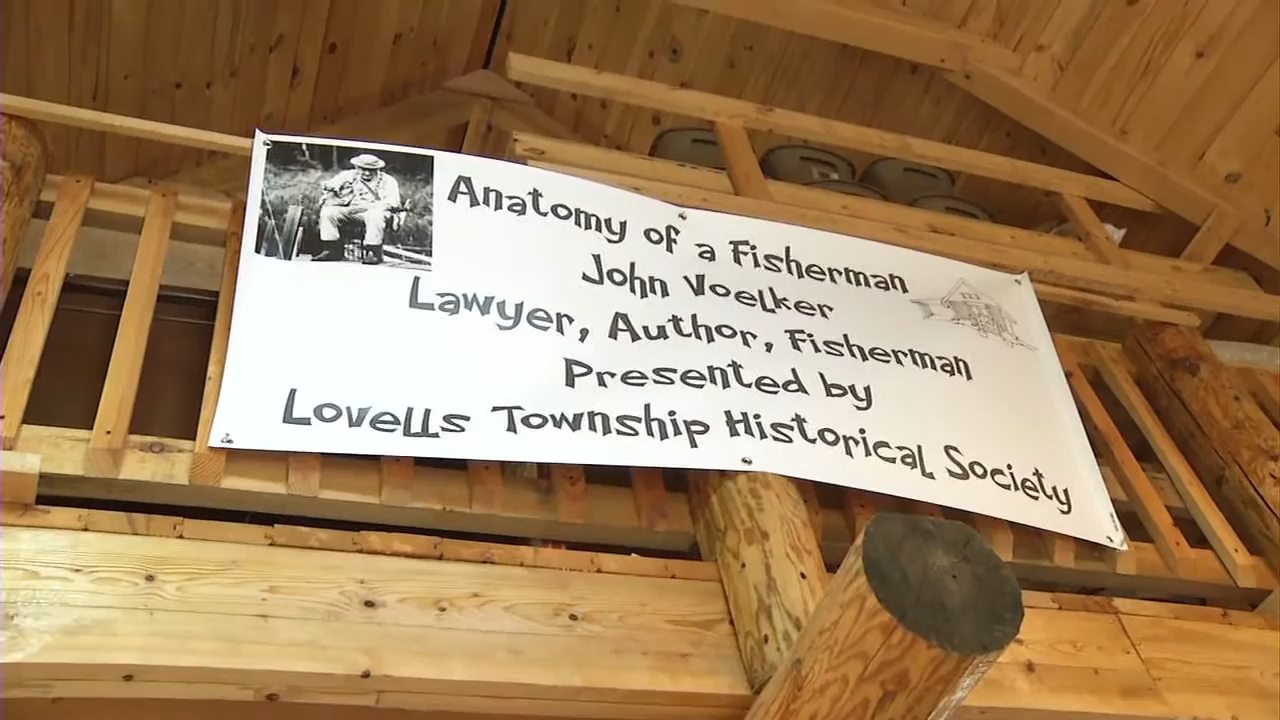 Anatomy of a Fisherman
John Voelker
Lawyer, Author, Fisherman
Presented by
Lovells Township Historical Society